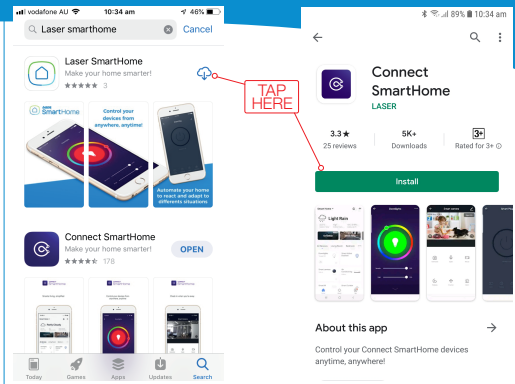 vodafone AU 10:34 am 46%
Laser smarthome Cancel
Laser SmartHome
Make your home smarter!
3
SmartHome
Control your
devices from
anywhere, anytime!
Automate your home
to react and adapt to
different situations
Connect SmartHome
Make your home smarter!
178
OPEN
Today Games Apps Updates Search
TAP
HERE
89% 10:34 am
Connect
SmartHome
LASER
3.3★ 5K+ 3+
25 reviews Downloads Rated for 3+
Install
Light Rain
About this app
Control your Connect SmartHome devices
anytime, anywhere!